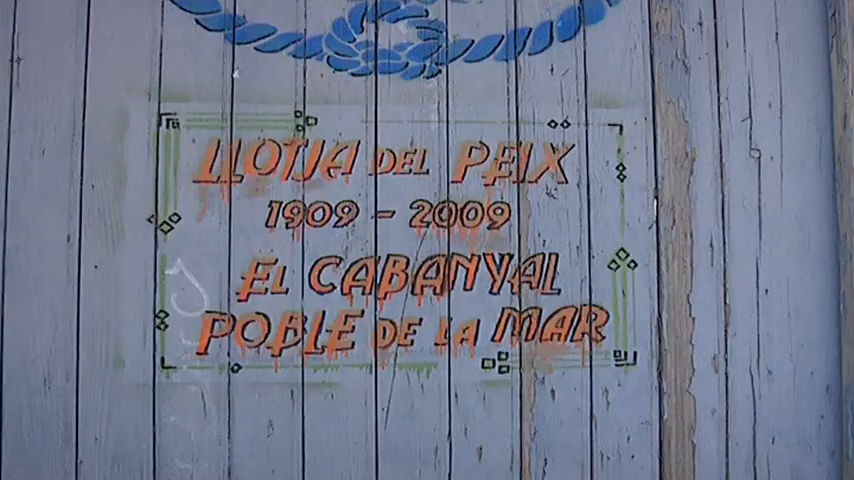 LLOTJA DEL PEIX
1909 - 2009
EL CABANYAL
POBLE DE LA MAR